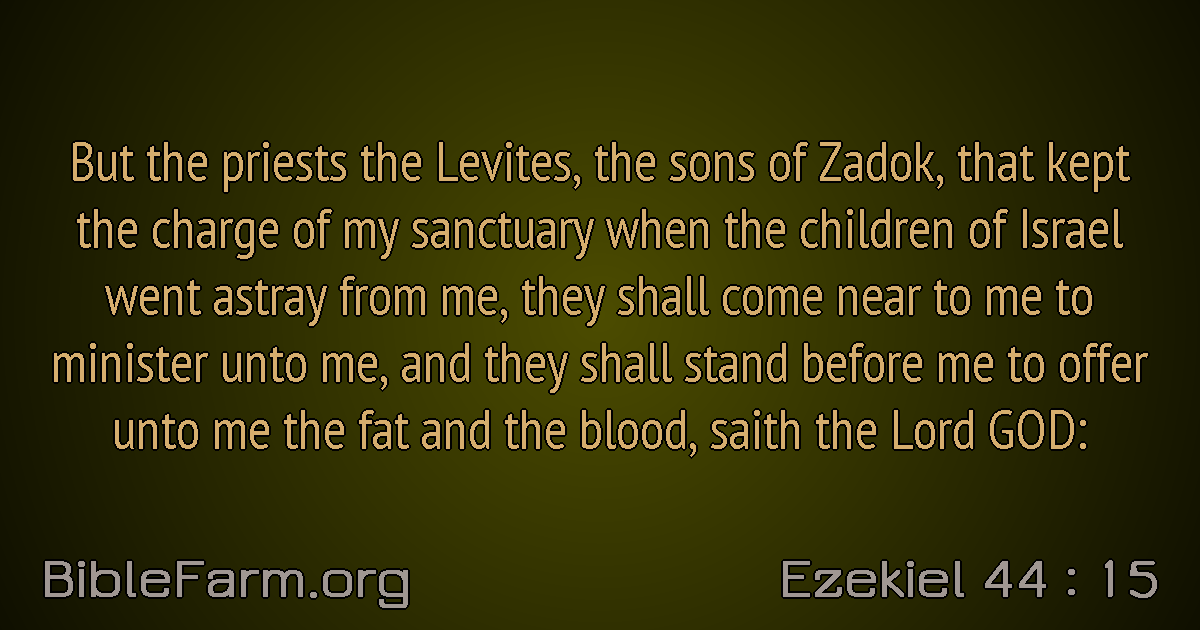 But the priests the Levites, the sons of Zadok, that kept
the charge of my sanctuary when the children of Israel
went astray from me, they shall come near to me to
minister unto me, and they shall stand before me to offer
unto me the fat and the blood, saith the Lord GOD:
BibleFarm.org
Ezekiel 44 : 15